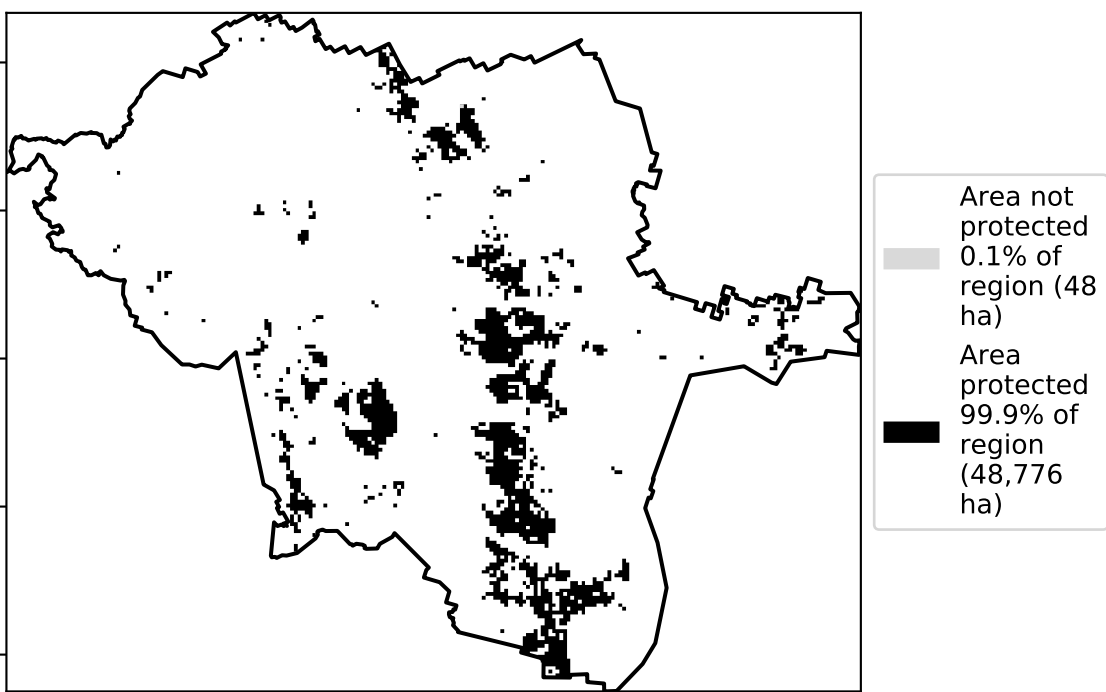 Area not
protected
0.1% of
region (48
ha)
Area
protected
99.9% of
region
(48,776
ha)